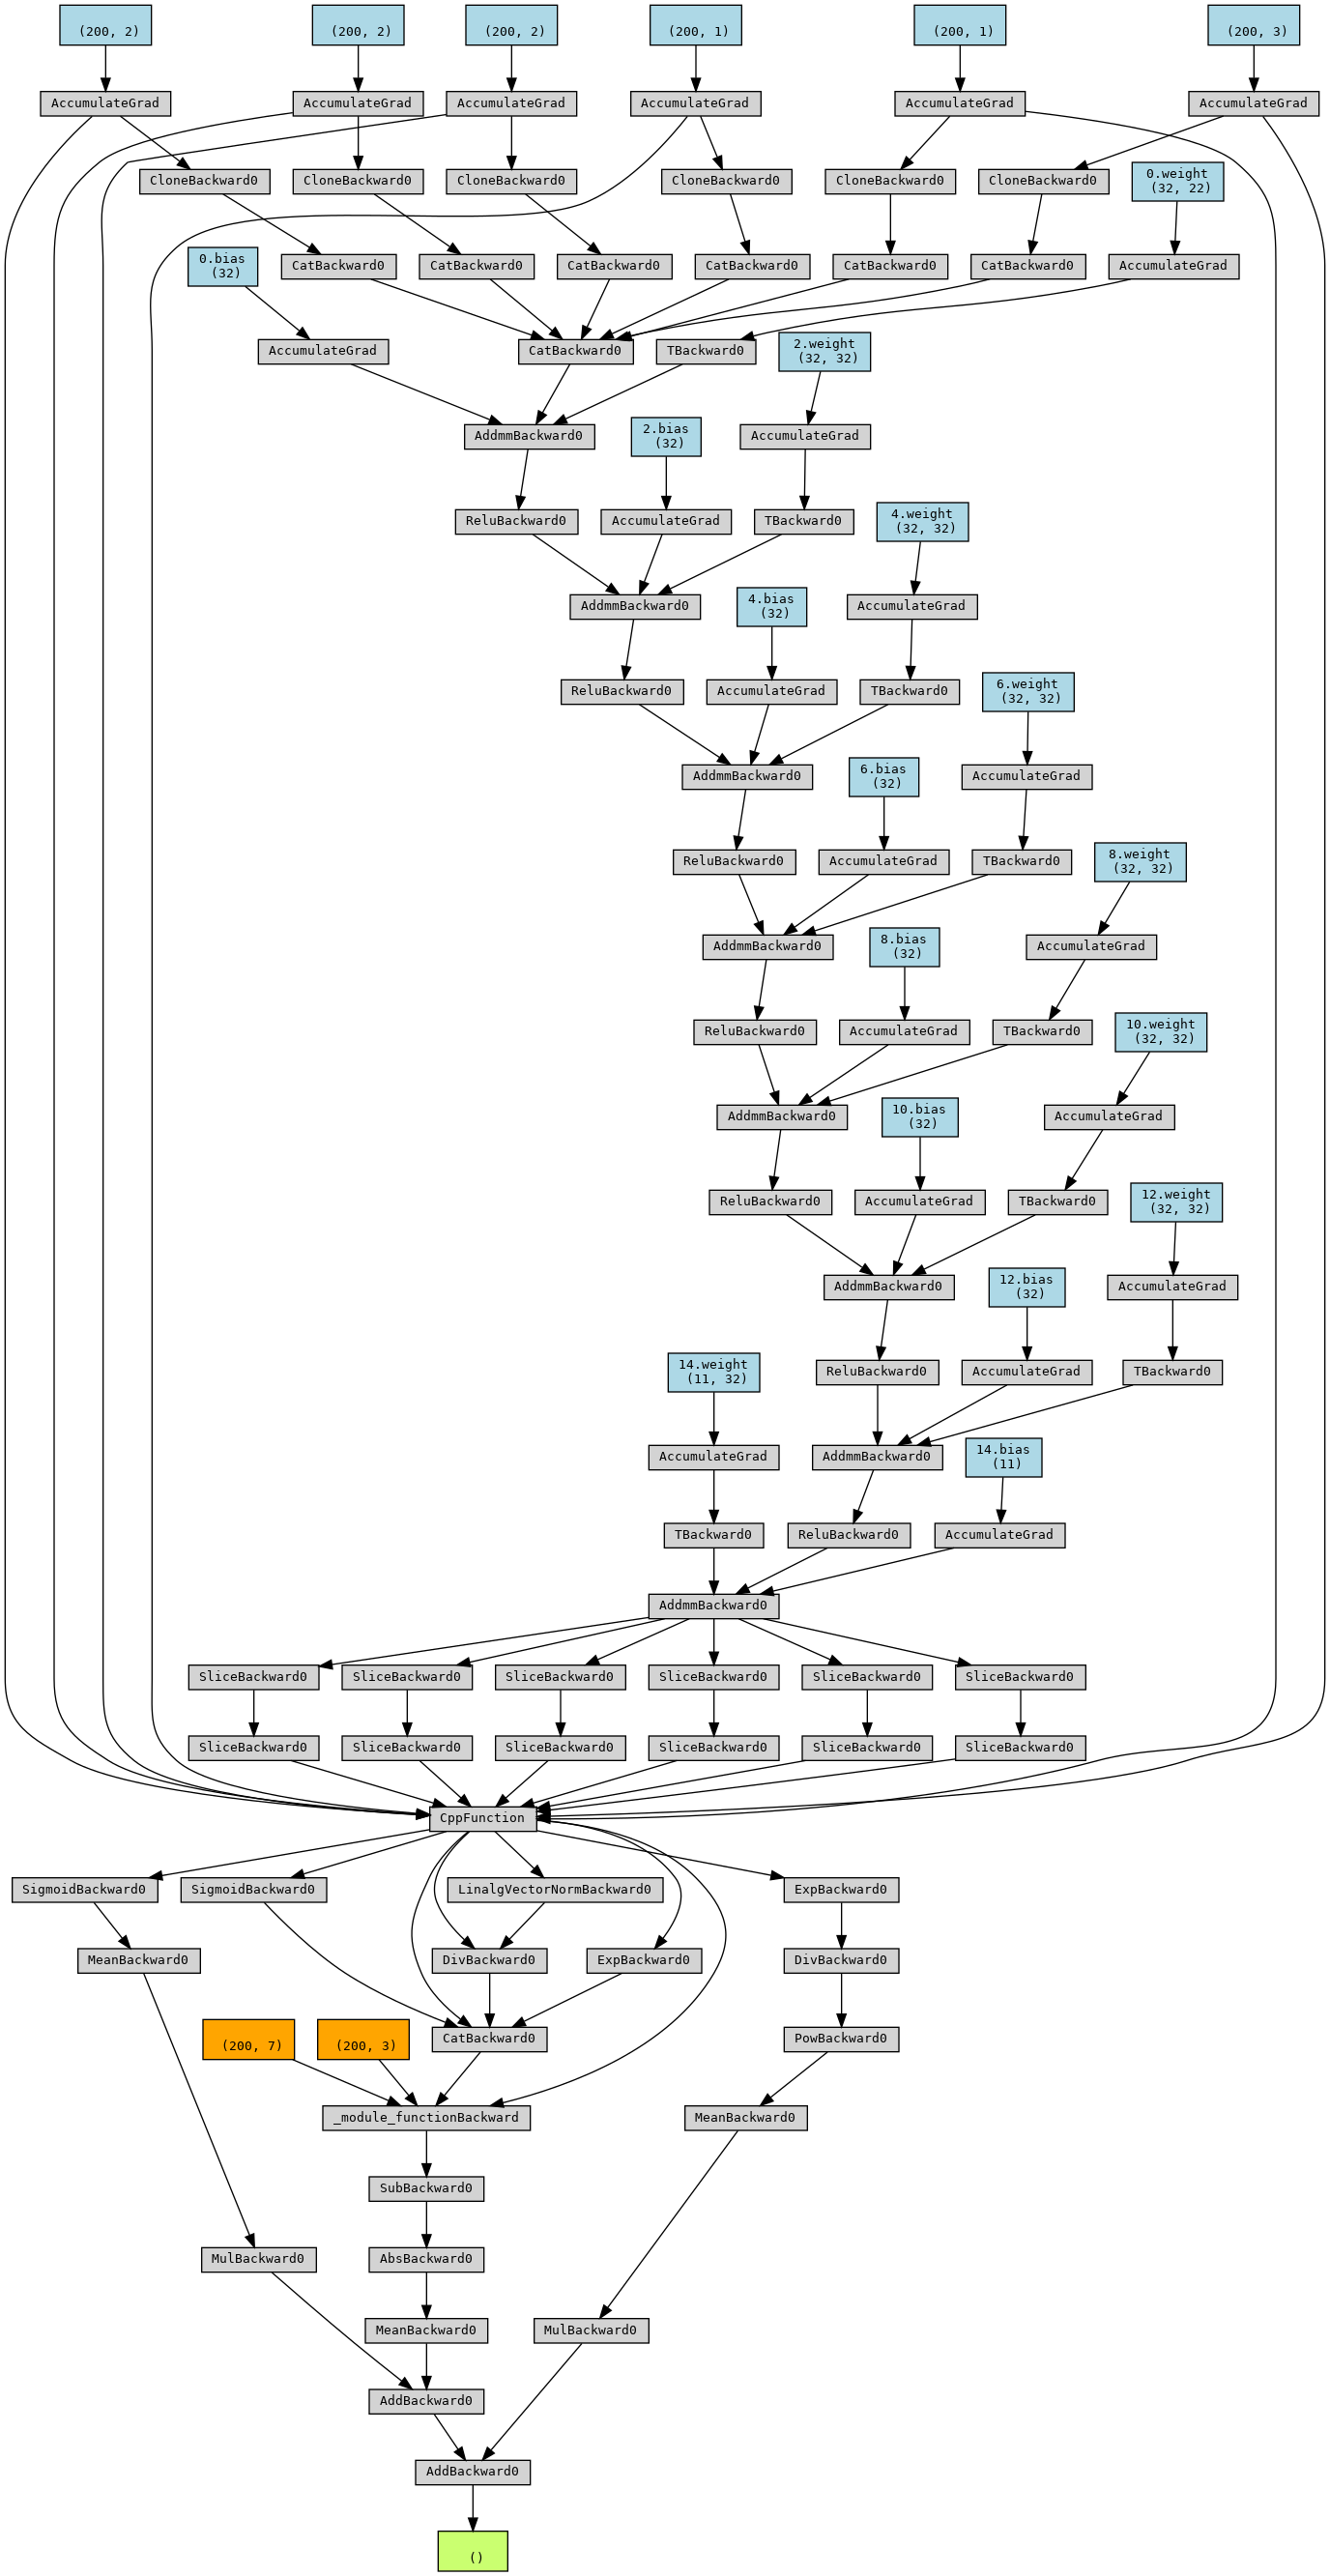 (200, 2)
(200, 2)
(200, 2)
(200, 1)
(200, 1)
(200, 3)
AccumulateGrad
AccumulateGrad
AccumulateGrad
AccumulateGrad
AccumulateGrad
AccumulateGrad
CloneBackward0
CloneBackward0
CloneBackward0
CloneBackward0
CloneBackward0
CloneBackward0
0.weight
(32, 22)
0.bias
(32)
CatBackward0
CatBackward0
CatBackward0
CatBackward0
CatBackward0
CatBackward0
AccumulateGrad
AccumulateGrad
CatBackward0
TBackward0
2.weight
(32, 32)
AddmmBackward0
2.bias
(32)
AccumulateGrad
ReluBackward0
AccumulateGrad
TBackward0
4.weight
(32, 32)
AddmmBackward0
4.bias
(32)
AccumulateGrad
ReluBackward0
AccumulateGrad
TBackward0
6.weight
(32, 32)
AddmmBackward0
6.bias
(32)
AccumulateGrad
ReluBackward0
AccumulateGrad
TBackward0
8.weight
(32, 32)
AddmmBackward0
8.bias
(32)
AccumulateGrad
ReluBackward0
AccumulateGrad
TBackward0
10.weight
(32, 32)
AddmmBackward0
10.bias
(32)
AccumulateGrad
ReluBackward0
AccumulateGrad
TBackward0
12.weight
(32, 32)
AddmmBackward0
12.bias
(32)
AccumulateGrad
14.weight
(11, 32)
ReluBackward0
AccumulateGrad
TBackward0
AccumulateGrad
AddmmBackward0
14.bias
(11)
TBackward0
ReluBackward0
AccumulateGrad
AddmmBackward0
SliceBackward0
SliceBackward0
SliceBackward0
SliceBackward0
SliceBackward0
SliceBackward0
SliceBackward0
SliceBackward0
SliceBackward0
SliceBackward0
SliceBackward0
SliceBackward0
CppFunction
SigmoidBackward0
SigmoidBackward0
LinalgVectorNormBackward0
ExpBackward0
MeanBackward0
DivBackward0
ExpBackward0
DivBackward0
(200, 7)
(200, 3)
CatBackward0
PowBackward0
_module_functionBackward
MeanBackward0
SubBackward0
MulBackward0
AbsBackward0
MeanBackward0
MulBackward0
AddBackward0
AddBackward0
()